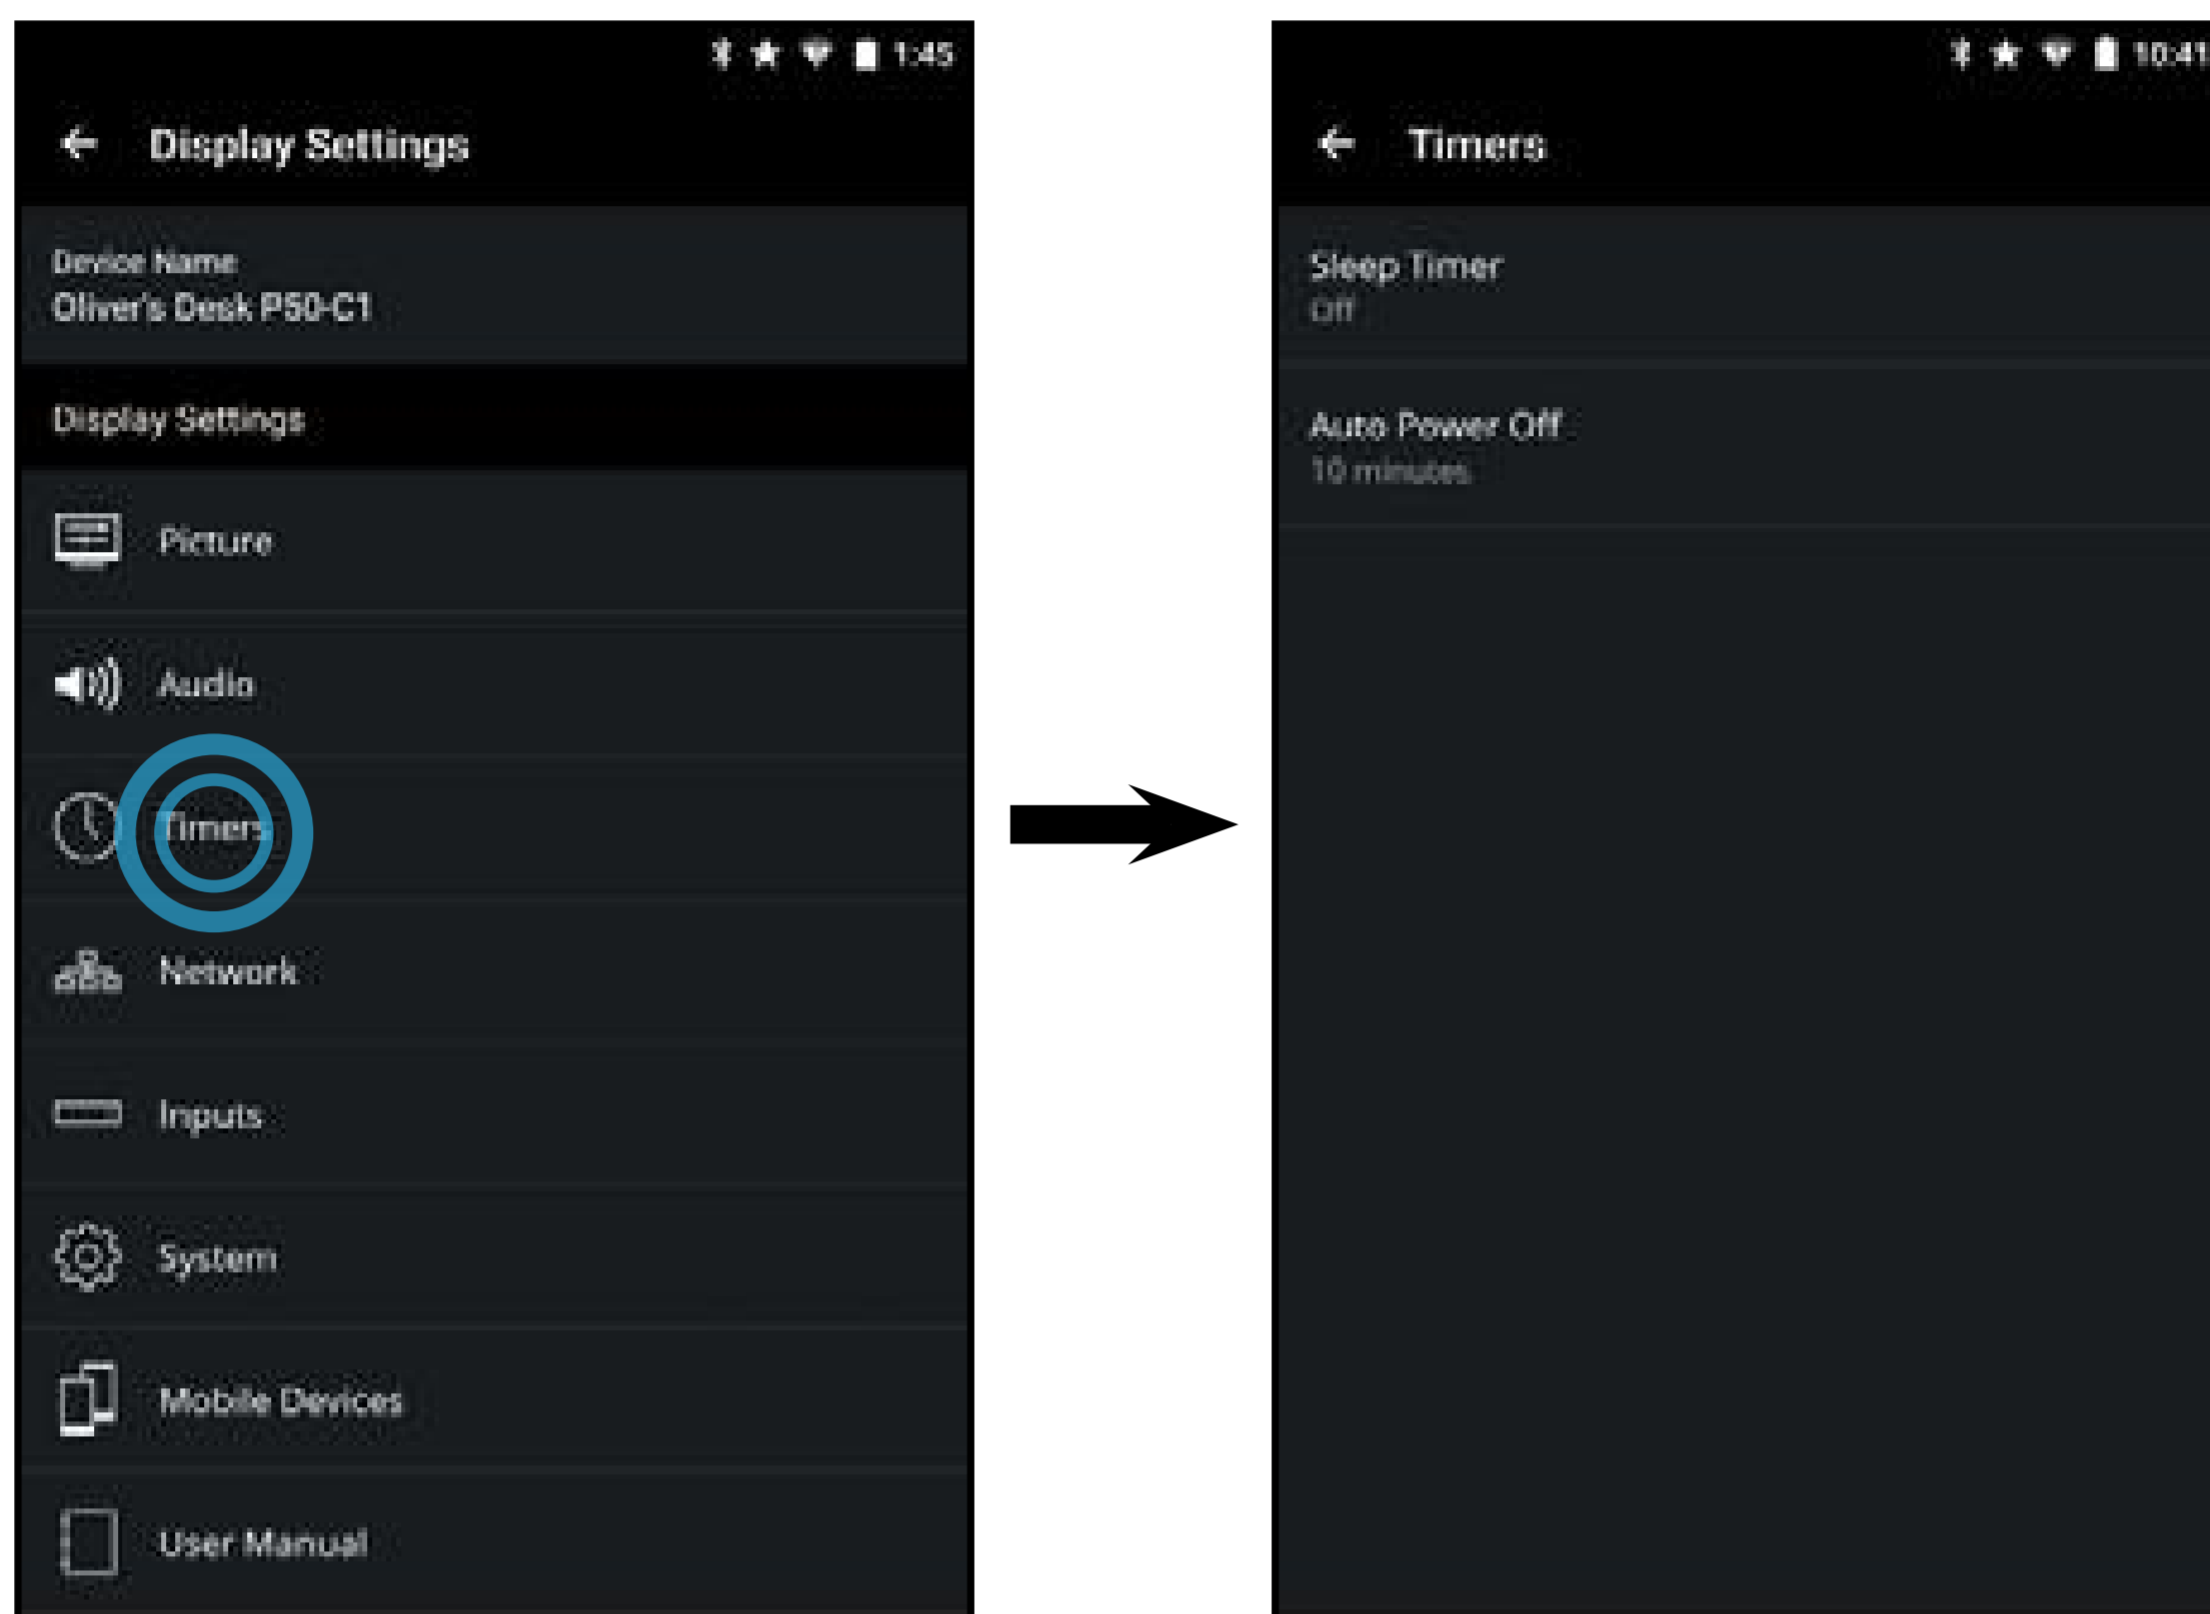 1:45
Display Settings
Device Name
Oliver's Desk P50-C1
Display Settings
Picture
Audio
Timers
Network
Inputs
System
Mobile Devices
User Manual
10:41
Timers
Sleep Timer
Off
Auto Power Off
10 minutes